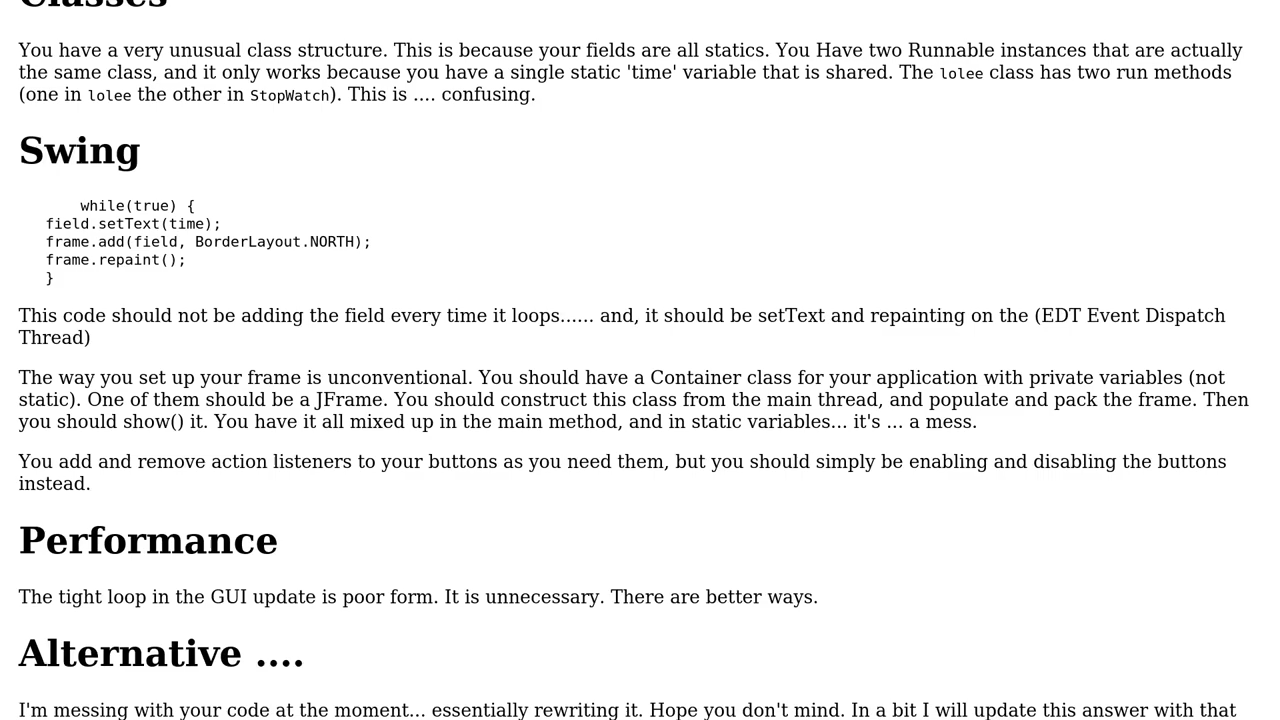 Classes
You have a very unusual class structure. This is because your fields are all statics. You Have two Runnable instances that are actually
the same class, and it only works because you have a single static 'time' variable that is shared. The lolee class has two run methods
(one in lolee the other in StopWatch). This is .... confusing.
Swing
while(true) {
field.setText(time);
frame.add(field, BorderLayout.NORTH);
frame.repaint();
}
This code should not be adding the field every time it loops...... and, it should be setText and repainting on the (EDT Event Dispatch
Thread)
The way you set up your frame is unconventional. You should have a Container class for your application with private variables (not
static). One of them should be a JFrame. You should construct this class from the main thread, and populate and pack the frame. Then
you should show() it. You have it all mixed up in the main method, and in static variables... it's ... a mess.
You add and remove action listeners to your buttons as you need them, but you should simply be enabling and disabling the buttons
instead.
Performance
The tight loop in the GUI update is poor form. It is unnecessary. There are better ways.
Alternative ....
I'm messing with your code at the moment... essentially rewriting it. Hope you don't mind. In a bit I will update this answer with that